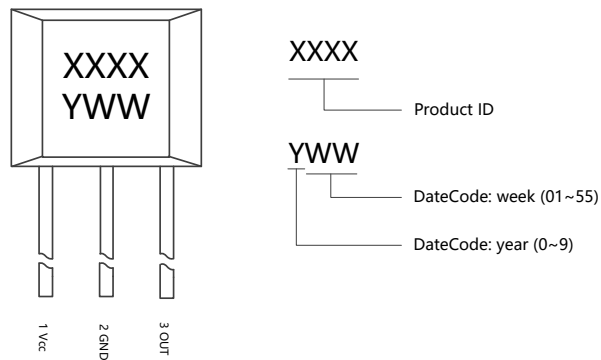 XXXX
YWW
1 Vcc
2 GND
3 OUT
XXXX
Product ID
YWW
DateCode: week (01~55)
DateCode: year (0~9)